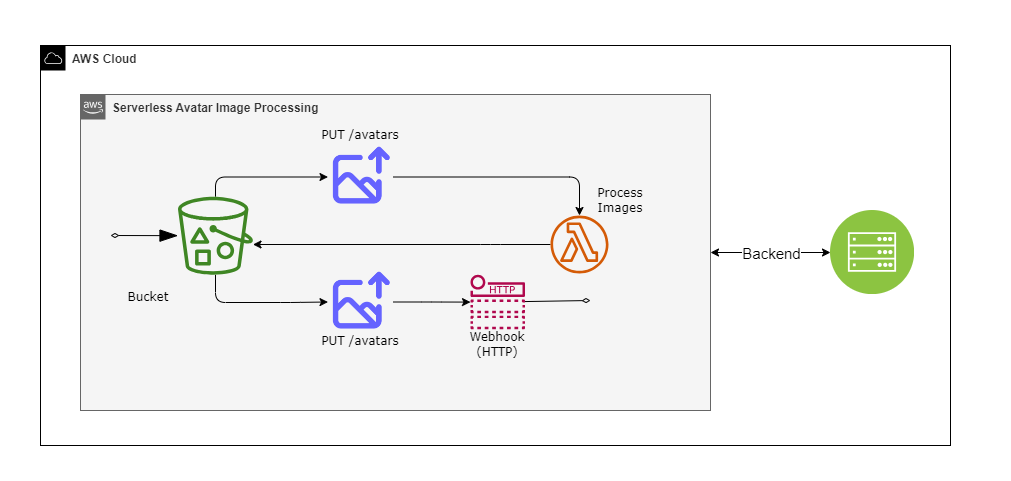 AWS Cloud
aws
Serverless Avatar Image Processing
PUT /avatars
Process
Images
Bucket
Backend
HTTP
PUT /avatars
Webhook
(HTTP)